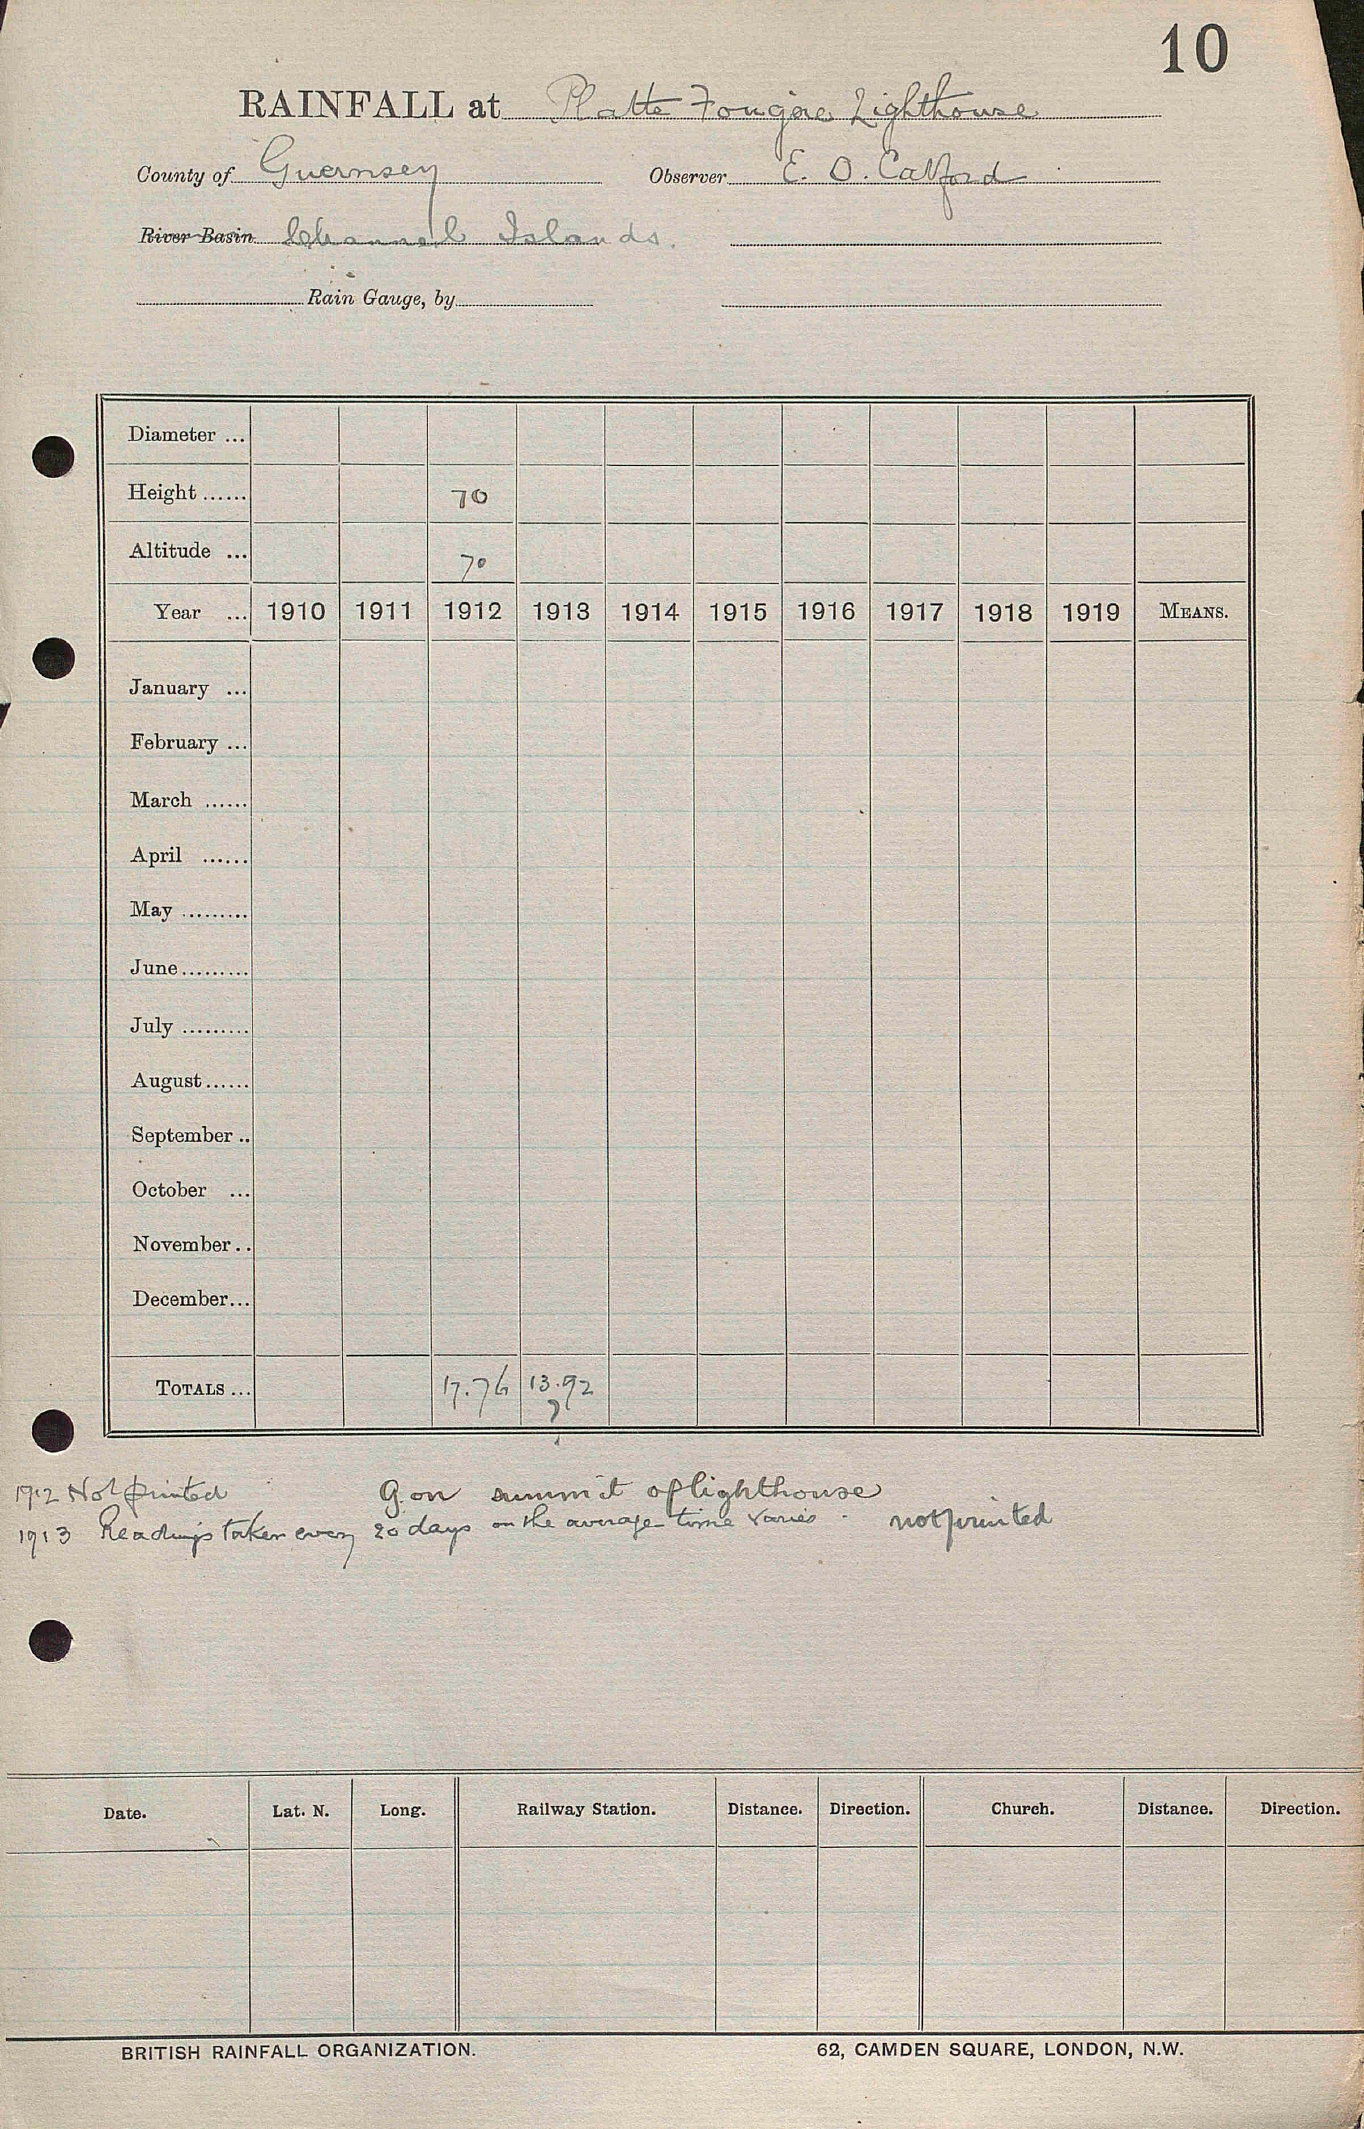 10
RAINFALL at Platte Fougère Lighthouse
County of Guernsey Observer E. O. Catford
River Basin Channel Islands.
Rain Gauge, by
Diameter ...
Height ...... 70
Altitude ... 70
Year ... 1910 1911 1912 1913 1914 1915 1916 1917 1918 1919 MEANS.
January ...
February ...
March ......
April ......
May .........
June.........
July .........
August......
September ..
October ...
November ..
December...
TOTALS ... 17.76 13.92
?
1912 Not printed G. on summit of lighthouse
1913 Readings taken every 20 days on the average time varies . not printed
Date. Lat. N. Long. Railway Station. Distance. Direction. Church. Distance. Direction.
BRITISH RAINFALL ORGANIZATION. 62, CAMDEN SQUARE, LONDON, N.W.